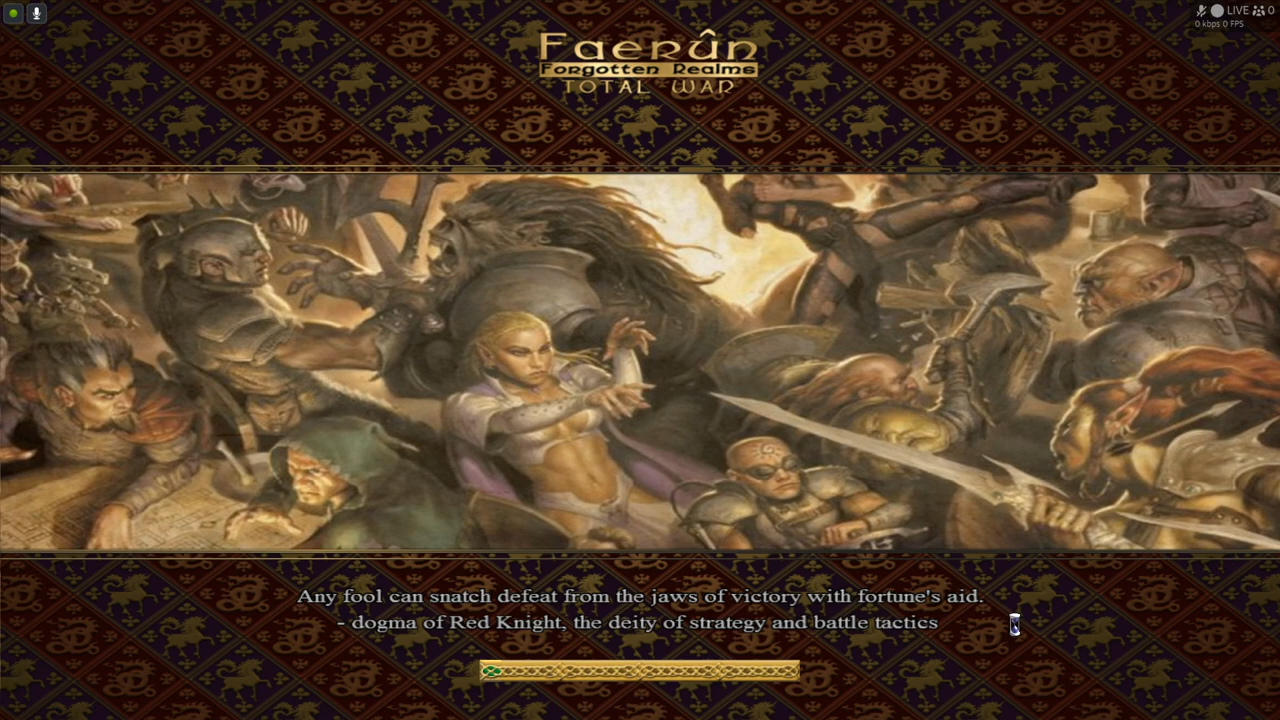 LIVE 0
0 kbps 0 FPS
Faerûn
Forgotten Realms
TOTAL WAR
Any fool can snatch defeat from the jaws of victory with fortune's aid.
- dogma of Red Knight, the deity of strategy and battle tactics